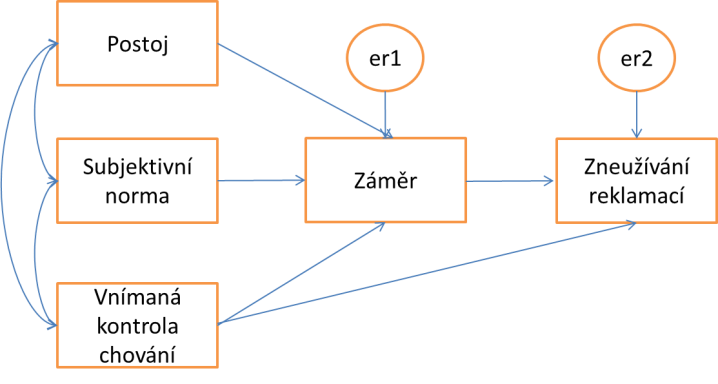 Postoj
er1
er2
Subjektivní
norma
Záměr
Zneužívání
reklamací
Vnímaná
kontrola
chování